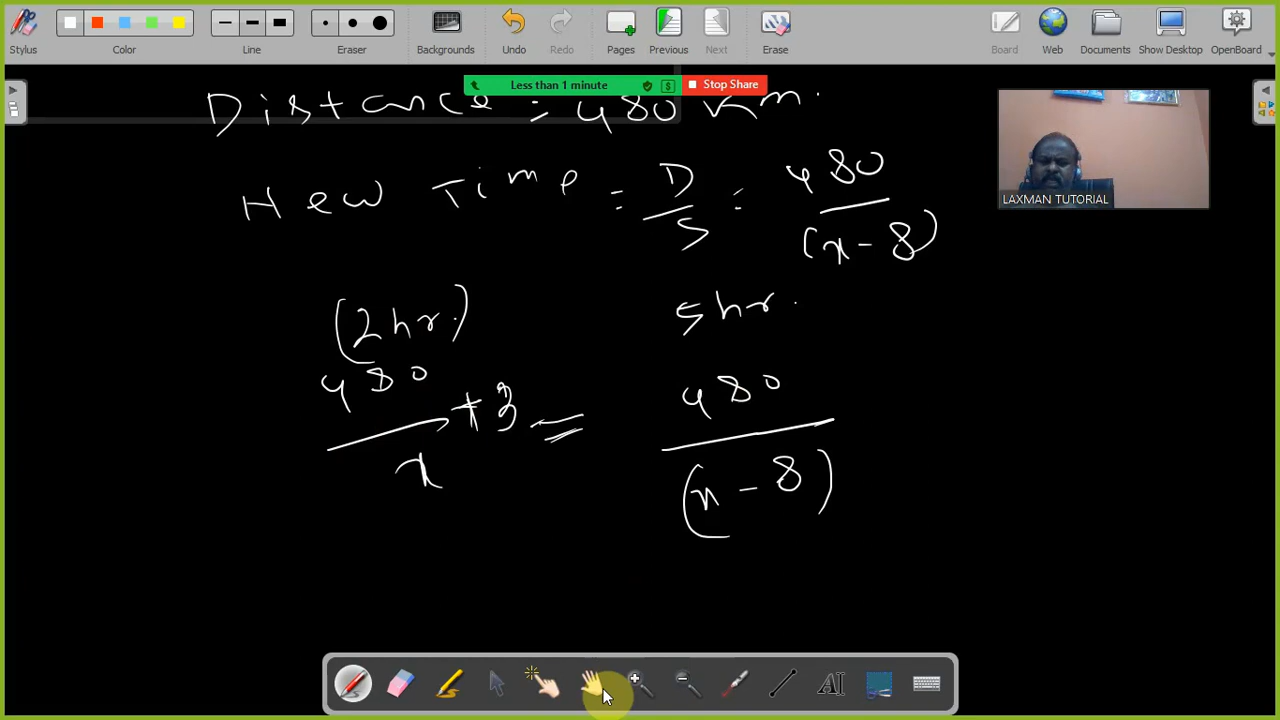 Stylus Color Line Eraser Backgrounds Undo Redo Pages Previous Next Erase Board Web Documents Show Desktop OpenBoard
Less than 1 minute $ Stop Share
Distance = 480 km.
New Time = D/S = 480/(x-8)
LAXMAN TUTORIAL
(2hr.) 5hr.
480/x + 3 = 480/(x-8)
AI